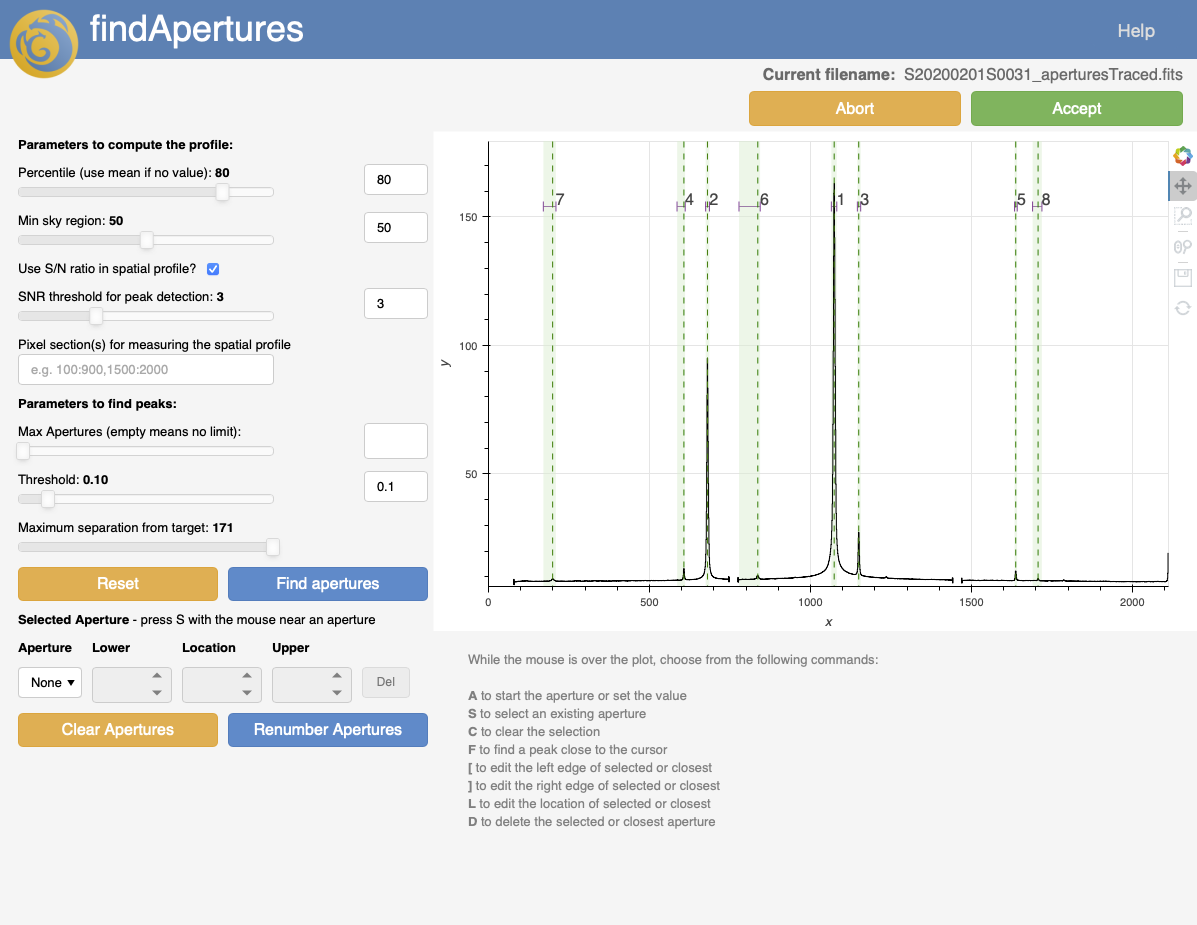 findApertures
Help
Current filename: S20200201S0031_aperturesTraced.fits
Abort
Accept
Parameters to compute the profile:
Percentile (use mean if no value): 80
80
Min sky region: 50
50
Use S/N ratio in spatial profile?
SNR threshold for peak detection: 3
3
Pixel section(s) for measuring the spatial profile
e.g. 100:900,1500:2000
Parameters to find peaks:
Max Apertures (empty means no limit):
Threshold: 0.10
0.1
Maximum separation from target: 171
Reset
Find apertures
Selected Aperture - press S with the mouse near an aperture
Aperture Lower Location Upper
None
Del
Clear Apertures
Renumber Apertures
7 4 2 6 1 3 5 8
150
100
50
y
0 500 1000 1500 2000
x
While the mouse is over the plot, choose from the following commands:
A to start the aperture or set the value
S to select an existing aperture
C to clear the selection
F to find a peak close to the cursor
[ to edit the left edge of selected or closest
] to edit the right edge of selected or closest
L to edit the location of selected or closest
D to delete the selected or closest aperture